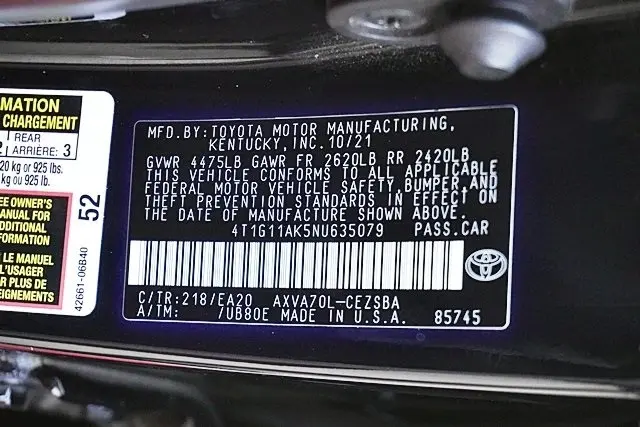 MATION
CHARGEMENT
REAR
ARRIÈRE: 3
20 kg or 925 lbs.
kg ou 925 lb.
EE OWNER'S
ANUAL FOR
ADDITIONAL
FORMATION
LE MANUEL
L'USAGER
R PLUS DE
EIGNEMENTS
52
42661-06B40
MFD. BY: TOYOTA MOTOR MANUFACTURING,
KENTUCKY, INC. 10/21
GVWR 4475LB GAWR FR 2620LB RR 2420LB
THIS VEHICLE CONFORMS TO ALL APPLICABLE
FEDERAL MOTOR VEHICLE SAFETY, BUMPER, AND
THEFT PREVENTION STANDARDS IN EFFECT ON
THE DATE OF MANUFACTURE SHOWN ABOVE.
4T1G11AK5NU635079 PASS.CAR
C/TR: 218/EA20 AXVA70L-CEZSBA
A/TM: /UB80E MADE IN U.S.A. 85745